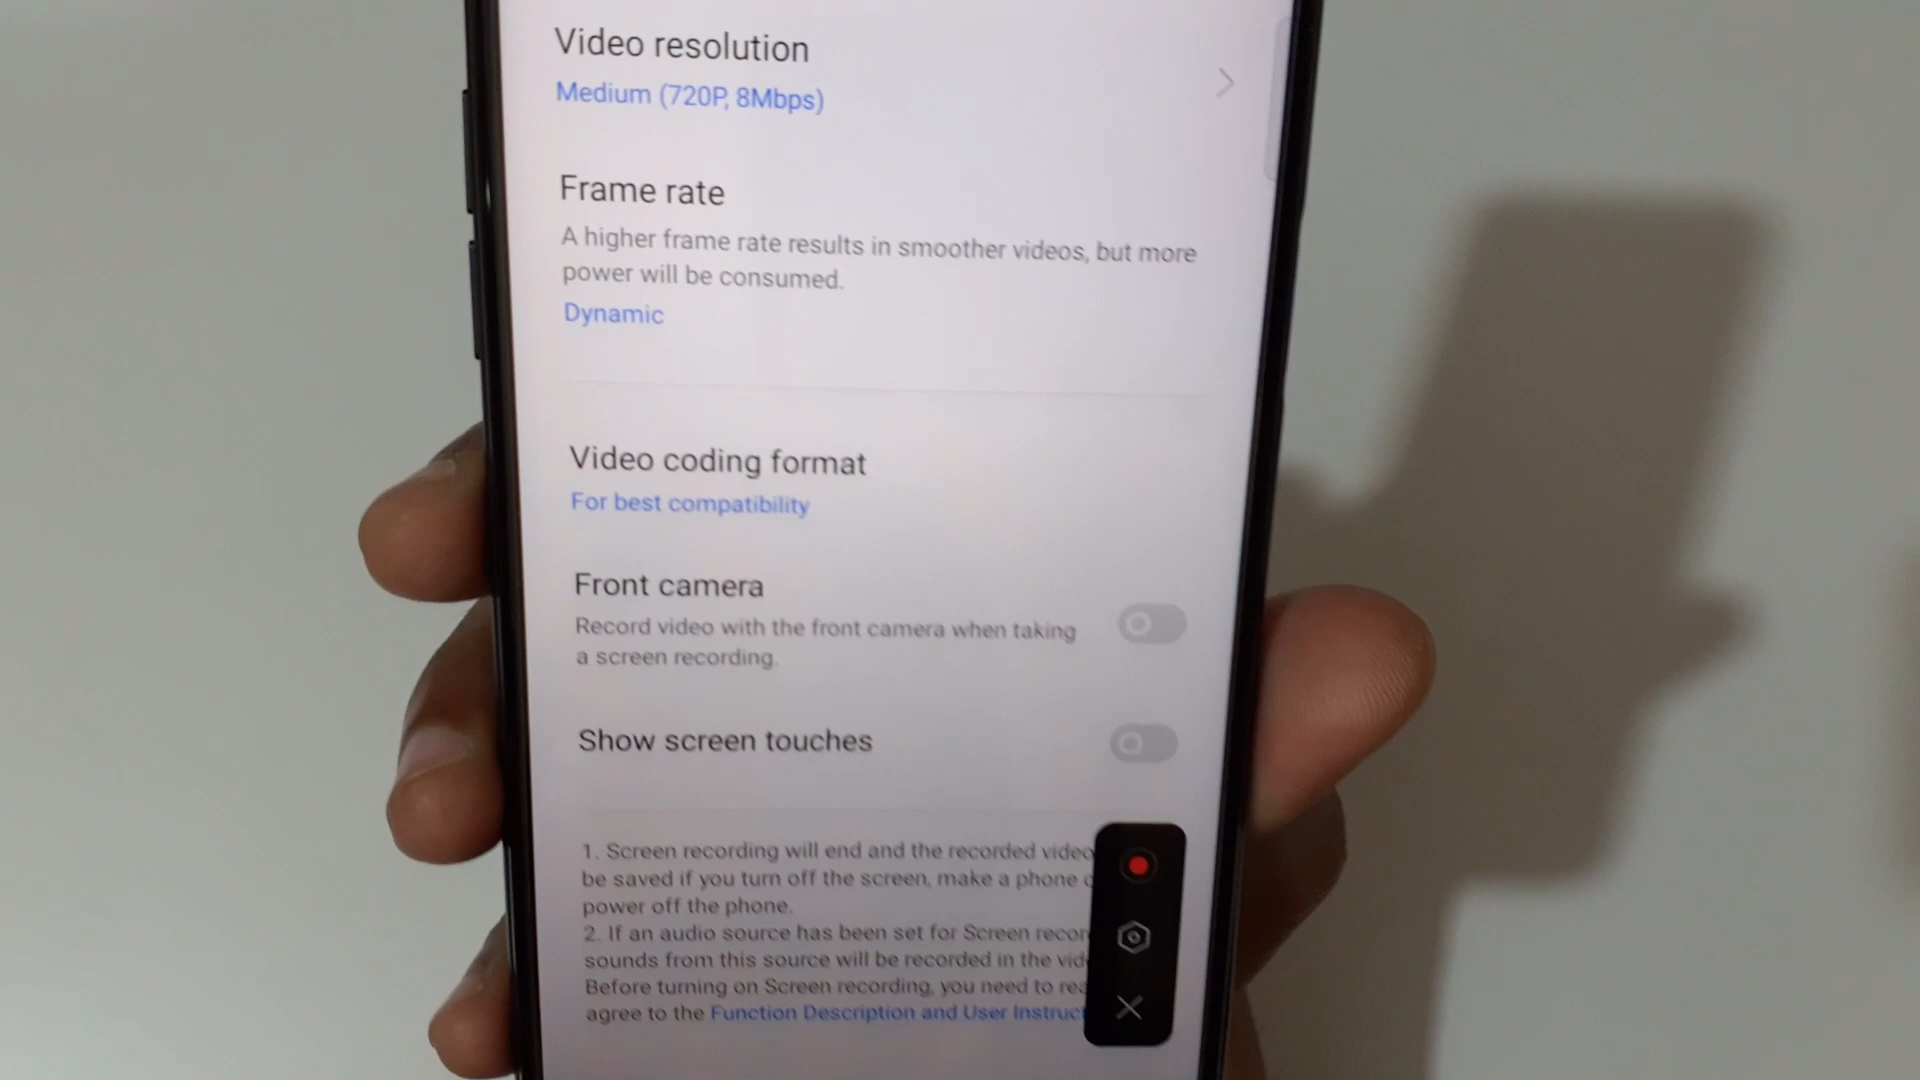 Video resolution
Medium (720P, 8Mbps)
Frame rate
A higher frame rate results in smoother videos, but more
power will be consumed.
Dynamic
Video coding format
For best compatibility
Front camera
Record video with the front camera when taking
a screen recording.
Show screen touches
1. Screen recording will end and the recorded video
be saved if you turn off the screen, make a phone
power off the phone.
2. If an audio source has been set for Screen
sounds from this source will be recorded in the
Before turning on Screen recording, you need to
agree to the Function Description and User